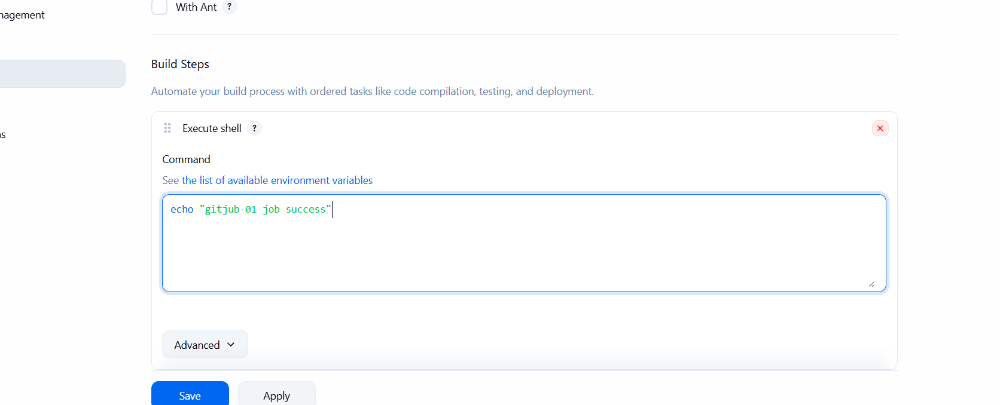 With Ant ?
nagement
Build Steps
Automate your build process with ordered tasks like code compilation, testing, and deployment.
Execute shell ?
s
Command
See the list of available environment variables
echo "gitjub-01 job success"
Advanced
Save
Apply